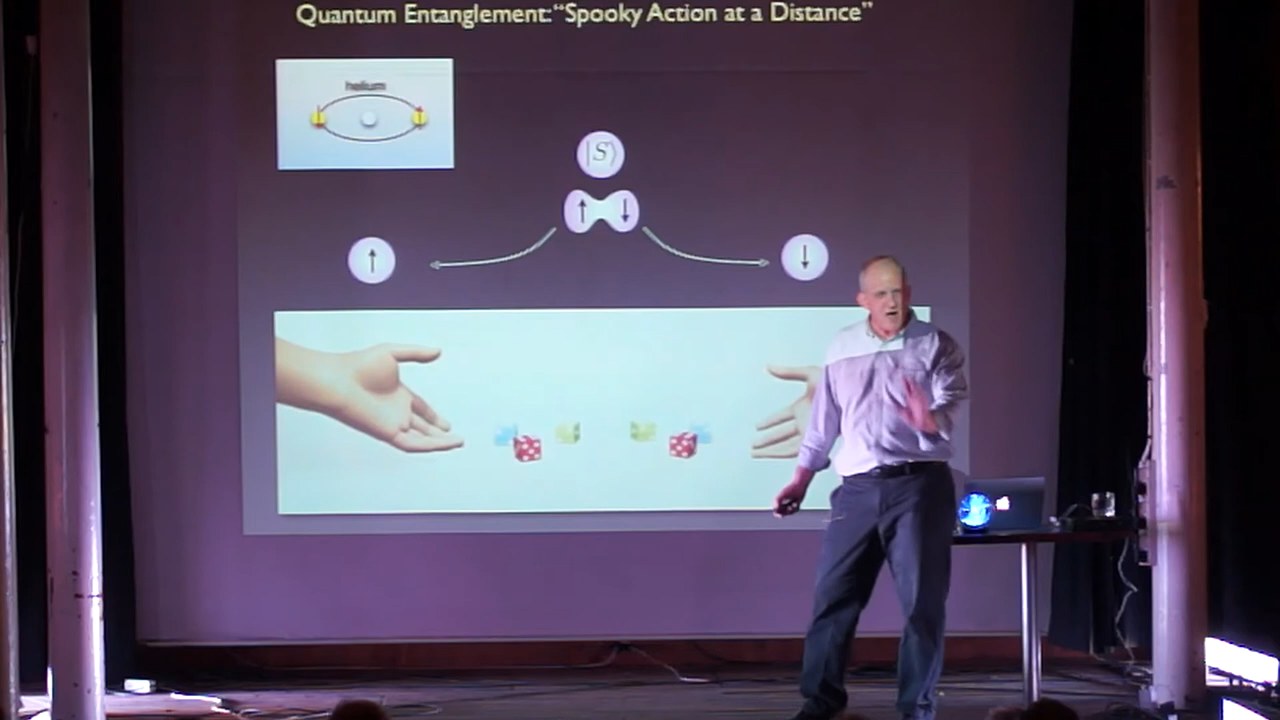 Quantum Entanglement: “Spooky Action at a Distance”
helium
|S⟩
↑ ↓
↑ ↓